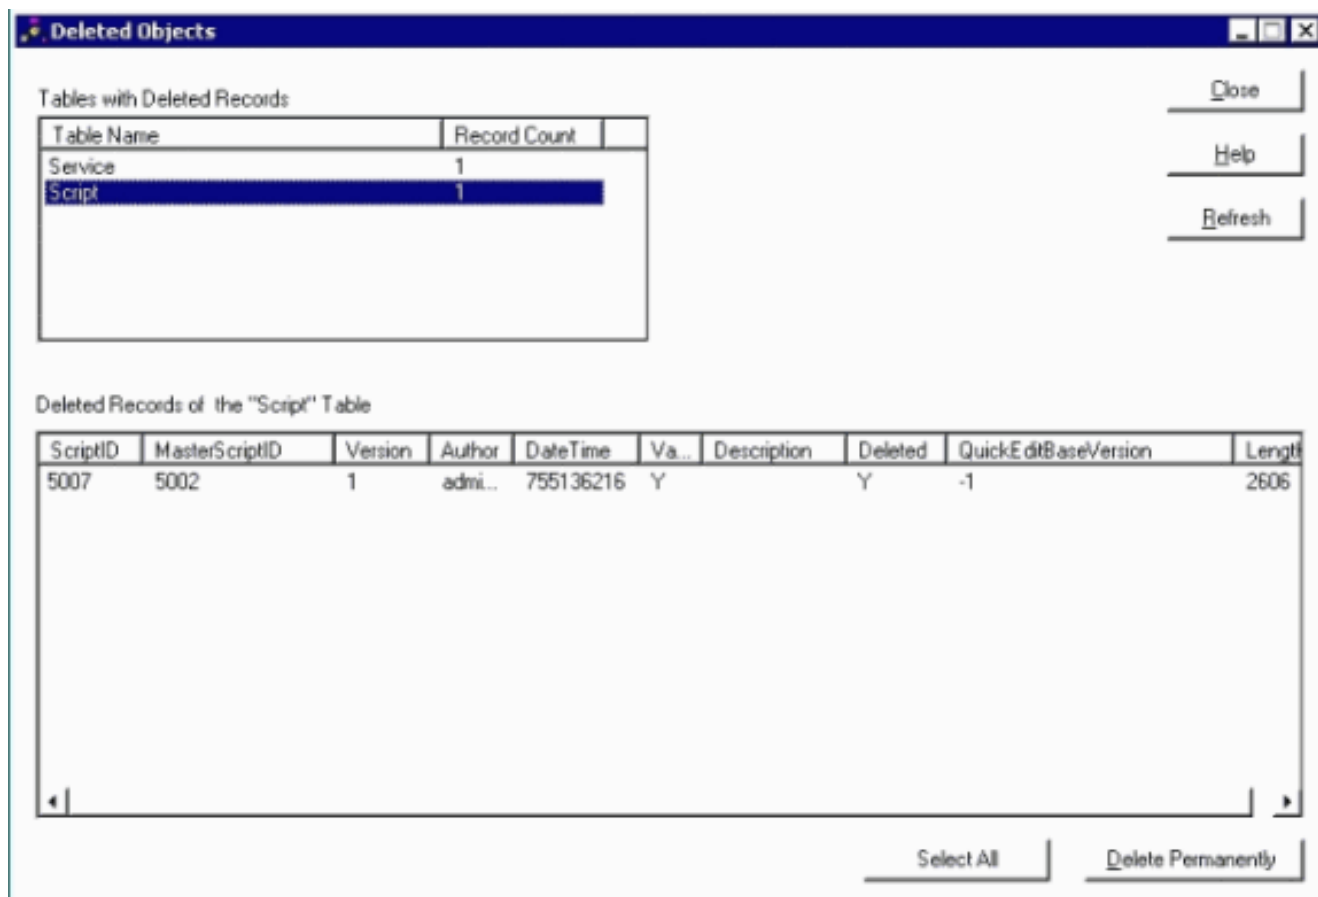 Deleted Objects
Tables with Deleted Records
Close
Table Name Record Count
Help
Service 1
Script 1
Refresh
Deleted Records of the "Script" Table
ScriptID MasterScriptID Version Author DateTime Va... Description Deleted QuickEditBaseVersion Length
5007 5002 1 admi... 755136216 Y Y -1 2606
Select All Delete Permanently